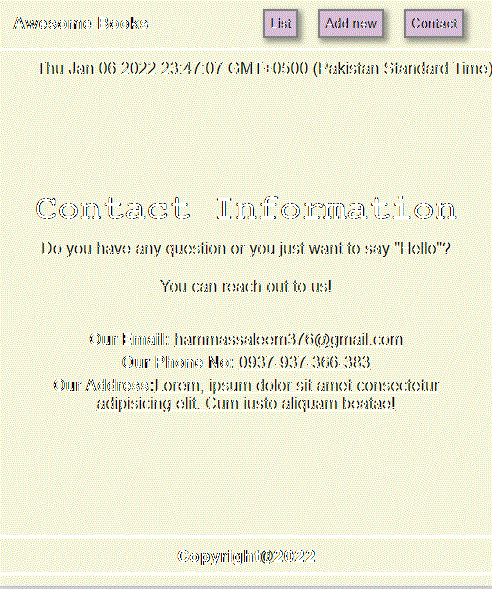 Awesome Books List Add new Contact
Thu Jan 06 2022 23:47:07 GMT+0500 (Pakistan Standard Time)
Contact Information
Do you have any question or you just want to say "Hello"?
You can reach out to us!
Our Email: hammassaleem376@gmail.com
Our Phone No: 0937-937-366-383
Our Address:Lorem, ipsum dolor sit amet consectetur
adipisicing elit. Cum iusto aliquam beatae!
Copyright©2022